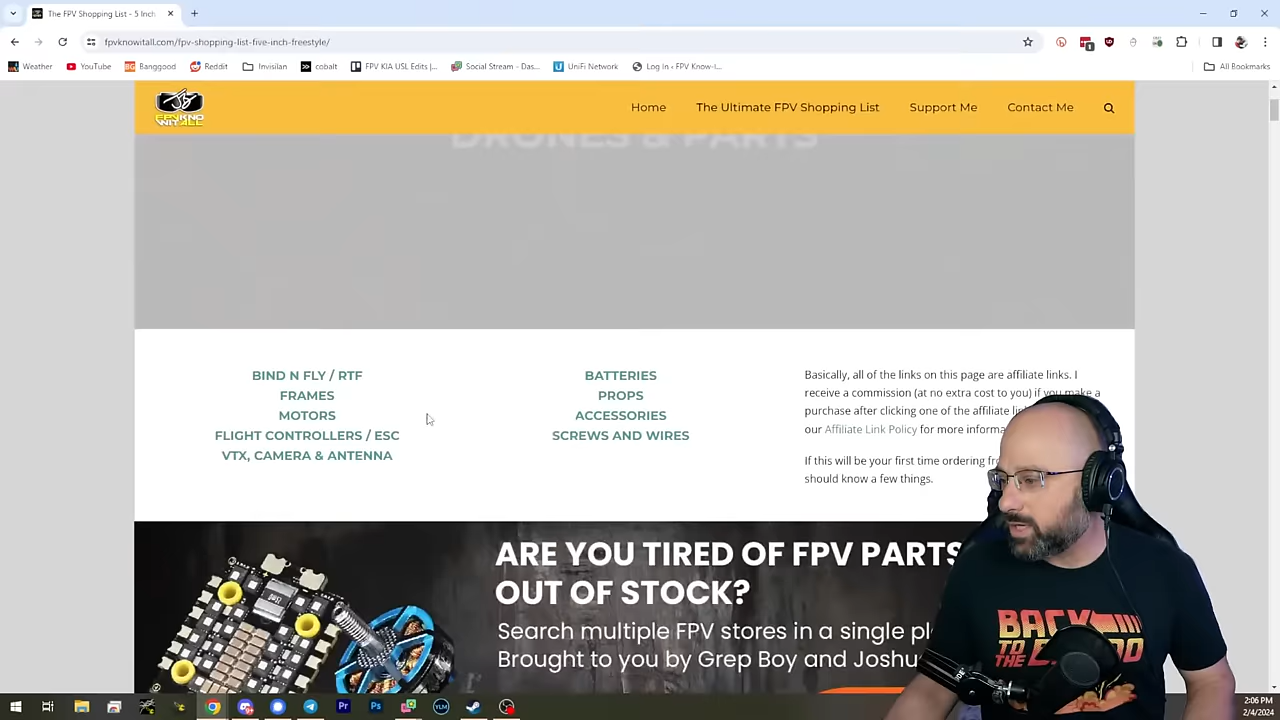 The FPV Shopping List - 5 Inch
fpvknowitall.com/fpv-shopping-list-five-inch-freestyle/
Weather YouTube Banggood Reddit Invisilan cobalt FPV KIA USL Edits |... Social Stream - Das... UniFi Network Log In ‹ FPV Know-I... All Bookmarks
FPVKNO
WITALL
Home The Ultimate FPV Shopping List Support Me Contact Me
DRONES & PARTS
BIND N FLY / RTF
FRAMES
MOTORS
FLIGHT CONTROLLERS / ESC
VTX, CAMERA & ANTENNA
BATTERIES
PROPS
ACCESSORIES
SCREWS AND WIRES
Basically, all of the links on this page are affiliate links. I
receive a commission (at no extra cost to you) if you make a
purchase after clicking one of the affiliate
our Affiliate Link Policy for more
If this will be your first time ordering
should know a few things.
ARE YOU TIRED OF FPV PARTS
OUT OF STOCK?
Search multiple FPV stores in a single
Brought to you by Grep Boy and
BACK
TO THE
2:06 PM
2/4/2024